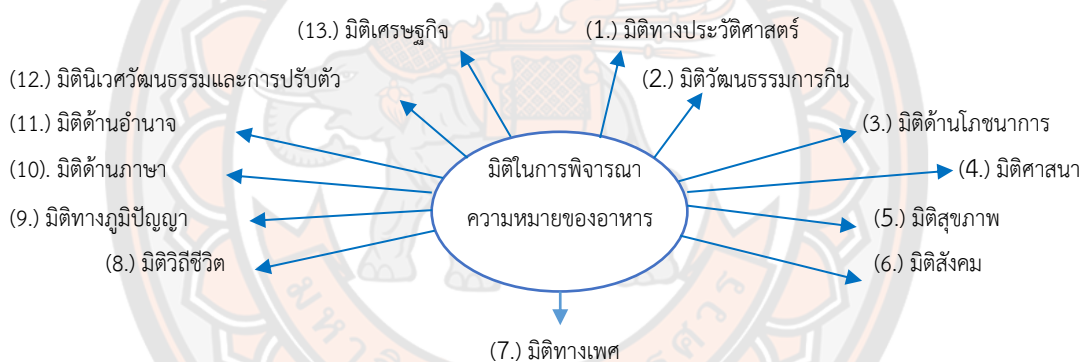 (13.) มิติเศรษฐกิจ
(1.) มิติทางประวัติศาสตร์
(12.) มิตินิเวศวัฒนธรรมและการปรับตัว
(2.) มิติวัฒนธรรมการกิน
(11.) มิติด้านอำนาจ
(3.) มิติด้านโภชนาการ
(10). มิติด้านภาษา
มิติในการพิจารณา
(4.) มิติศาสนา
(9.) มิติทางภูมิปัญญา
ความหมายของอาหาร
(5.) มิติสุขภาพ
(8.) มิติวิถีชีวิต
(6.) มิติสังคม
(7.) มิติทางเพศ